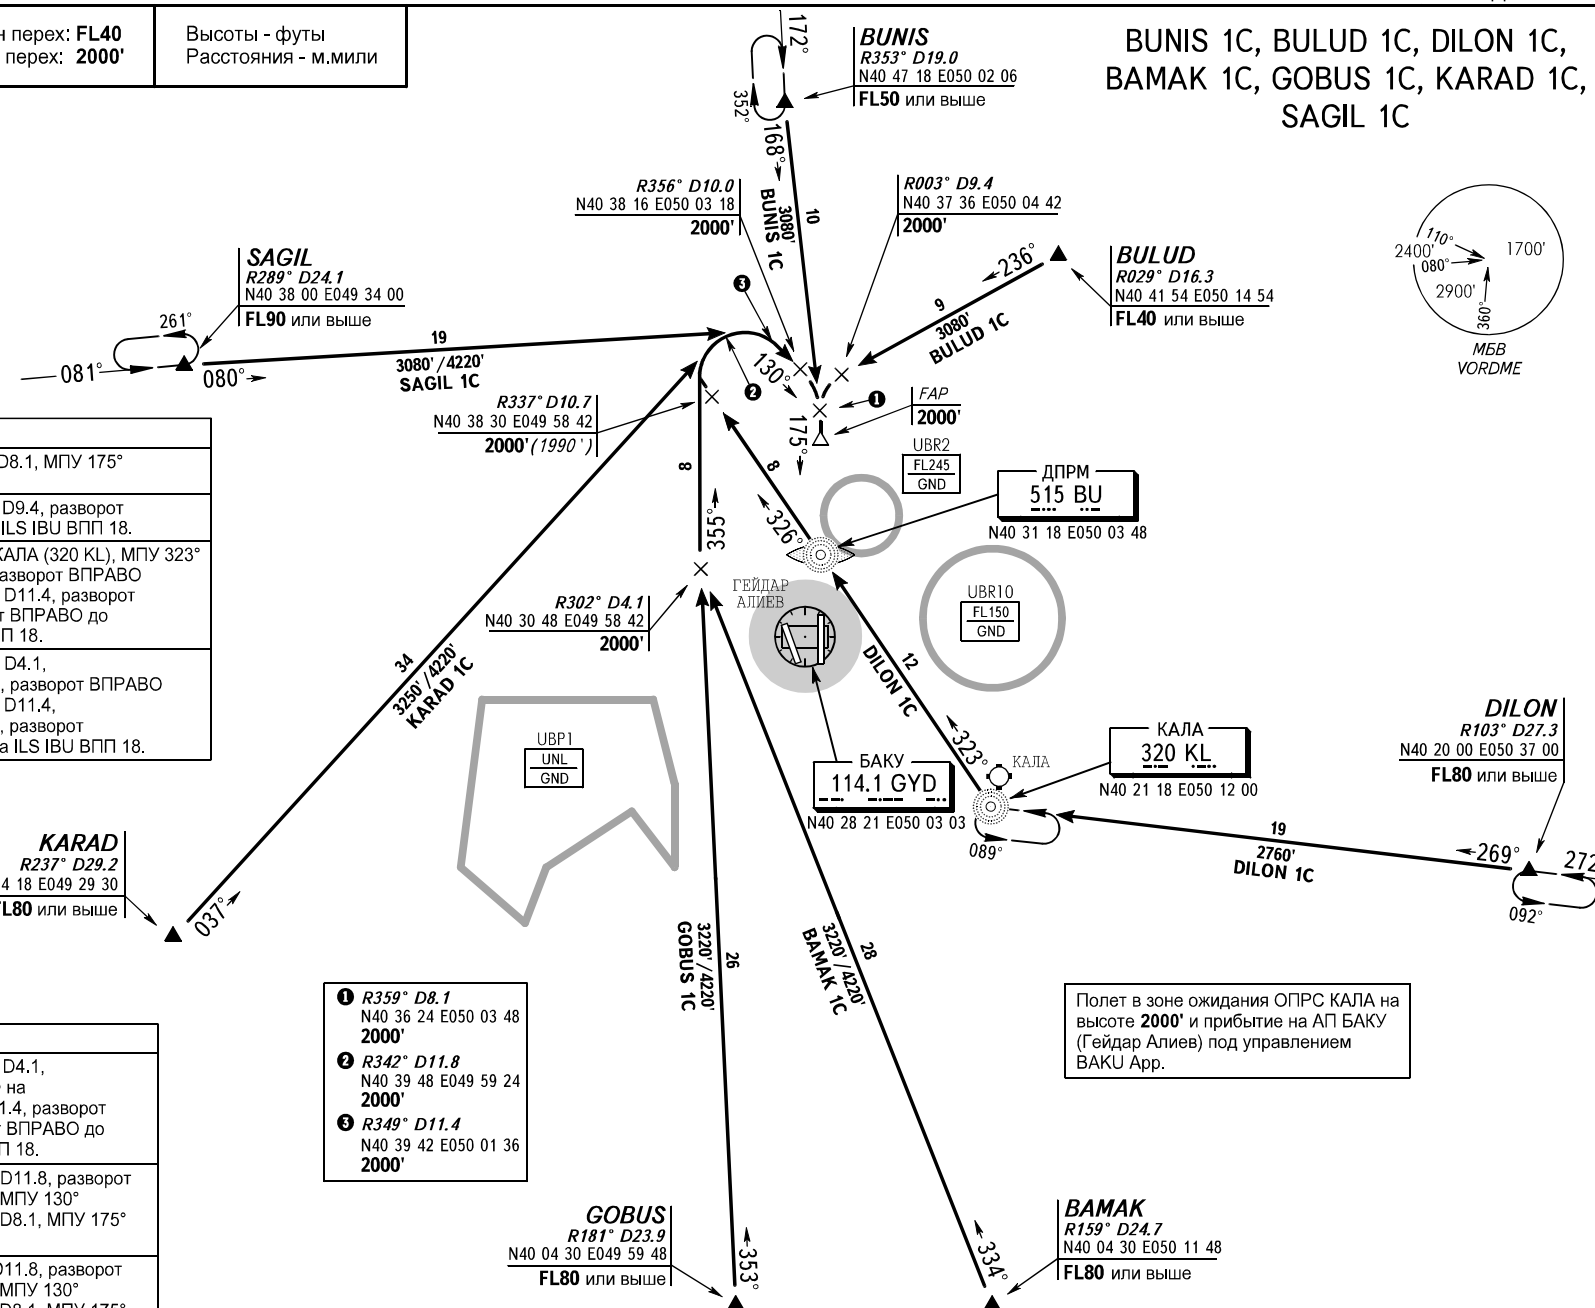 н перех: FL40
перех: 2000'
Высоты - футы
Расстояния - м.мили
BUNIS 1C, BULUD 1C, DILON 1C,
BAMAK 1C, GOBUS 1C, KARAD 1C,
SAGIL 1C
172°
352°
BUNIS
R353° D19.0
N40 47 18 E050 02 06
FL50 или выше
168°
10
3080'
BUNIS 1C
R356° D10.0
N40 38 16 E050 03 18
2000'
R003° D9.4
N40 37 36 E050 04 42
2000'
236°
9
3080'
BULUD 1C
BULUD
R029° D16.3
N40 41 54 E050 14 54
FL40 или выше
2400'
110°
080°
1700'
2900'
360°
МБВ
VORDME
SAGIL
R289° D24.1
N40 38 00 E049 34 00
FL90 или выше
261°
081°
080°
19
3080'/4220'
SAGIL 1C
3
2
130°
1
R337° D10.7
N40 38 30 E049 58 42
2000' (1990')
FAP
2000'
175°
UBR2
FL245
GND
ДПРМ
515 BU
N40 31 18 E050 03 48
8
8
326°
355°
D8.1, МПУ 175°
D9.4, разворот
ILS IBU ВПП 18.
КАЛА (320 KL), МПУ 323°
азворот ВПРАВО
D11.4, разворот
т ВПРАВО до
П 18.
D4.1,
, разворот ВПРАВО
D11.4,
, разворот
а ILS IBU ВПП 18.
R302° D4.1
N40 30 48 E049 58 42
2000'
ГЕЙДАР
АЛИЕВ
UBR10
FL150
GND
34
3250'/4220'
KARAD 1C
12
DILON 1C
UBP1
UNL
GND
БАКУ
114.1 GYD
N40 28 21 E050 03 03
323°
КАЛА
КАЛА
320 KL
N40 21 18 E050 12 00
089°
DILON
R103° D27.3
N40 20 00 E050 37 00
FL80 или выше
19
2760'
DILON 1C
269°
272
092°
KARAD
R237° D29.2
4 18 E049 29 30
FL80 или выше
037°
26
3220'/4220'
GOBUS 1C
28
3220'/4220'
BAMAK 1C
1 R359° D8.1
N40 36 24 E050 03 48
2000'
2 R342° D11.8
N40 39 48 E049 59 24
2000'
3 R349° D11.4
N40 39 42 E050 01 36
2000'
Полет в зоне ожидания ОПРС КАЛА на
высоте 2000' и прибытие на АП БАКУ
(Гейдар Алиев) под управлением
BAKU App.
D4.1,
на
1.4, разворот
т ВПРАВО до
П 18.
D11.8, разворот
МПУ 130°
D8.1, МПУ 175°
D11.8, разворот
МПУ 130°
D8.1, МПУ 175°
GOBUS
R181° D23.9
N40 04 30 E049 59 48
FL80 или выше
353°
334°
BAMAK
R159° D24.7
N40 04 30 E050 11 48
FL80 или выше